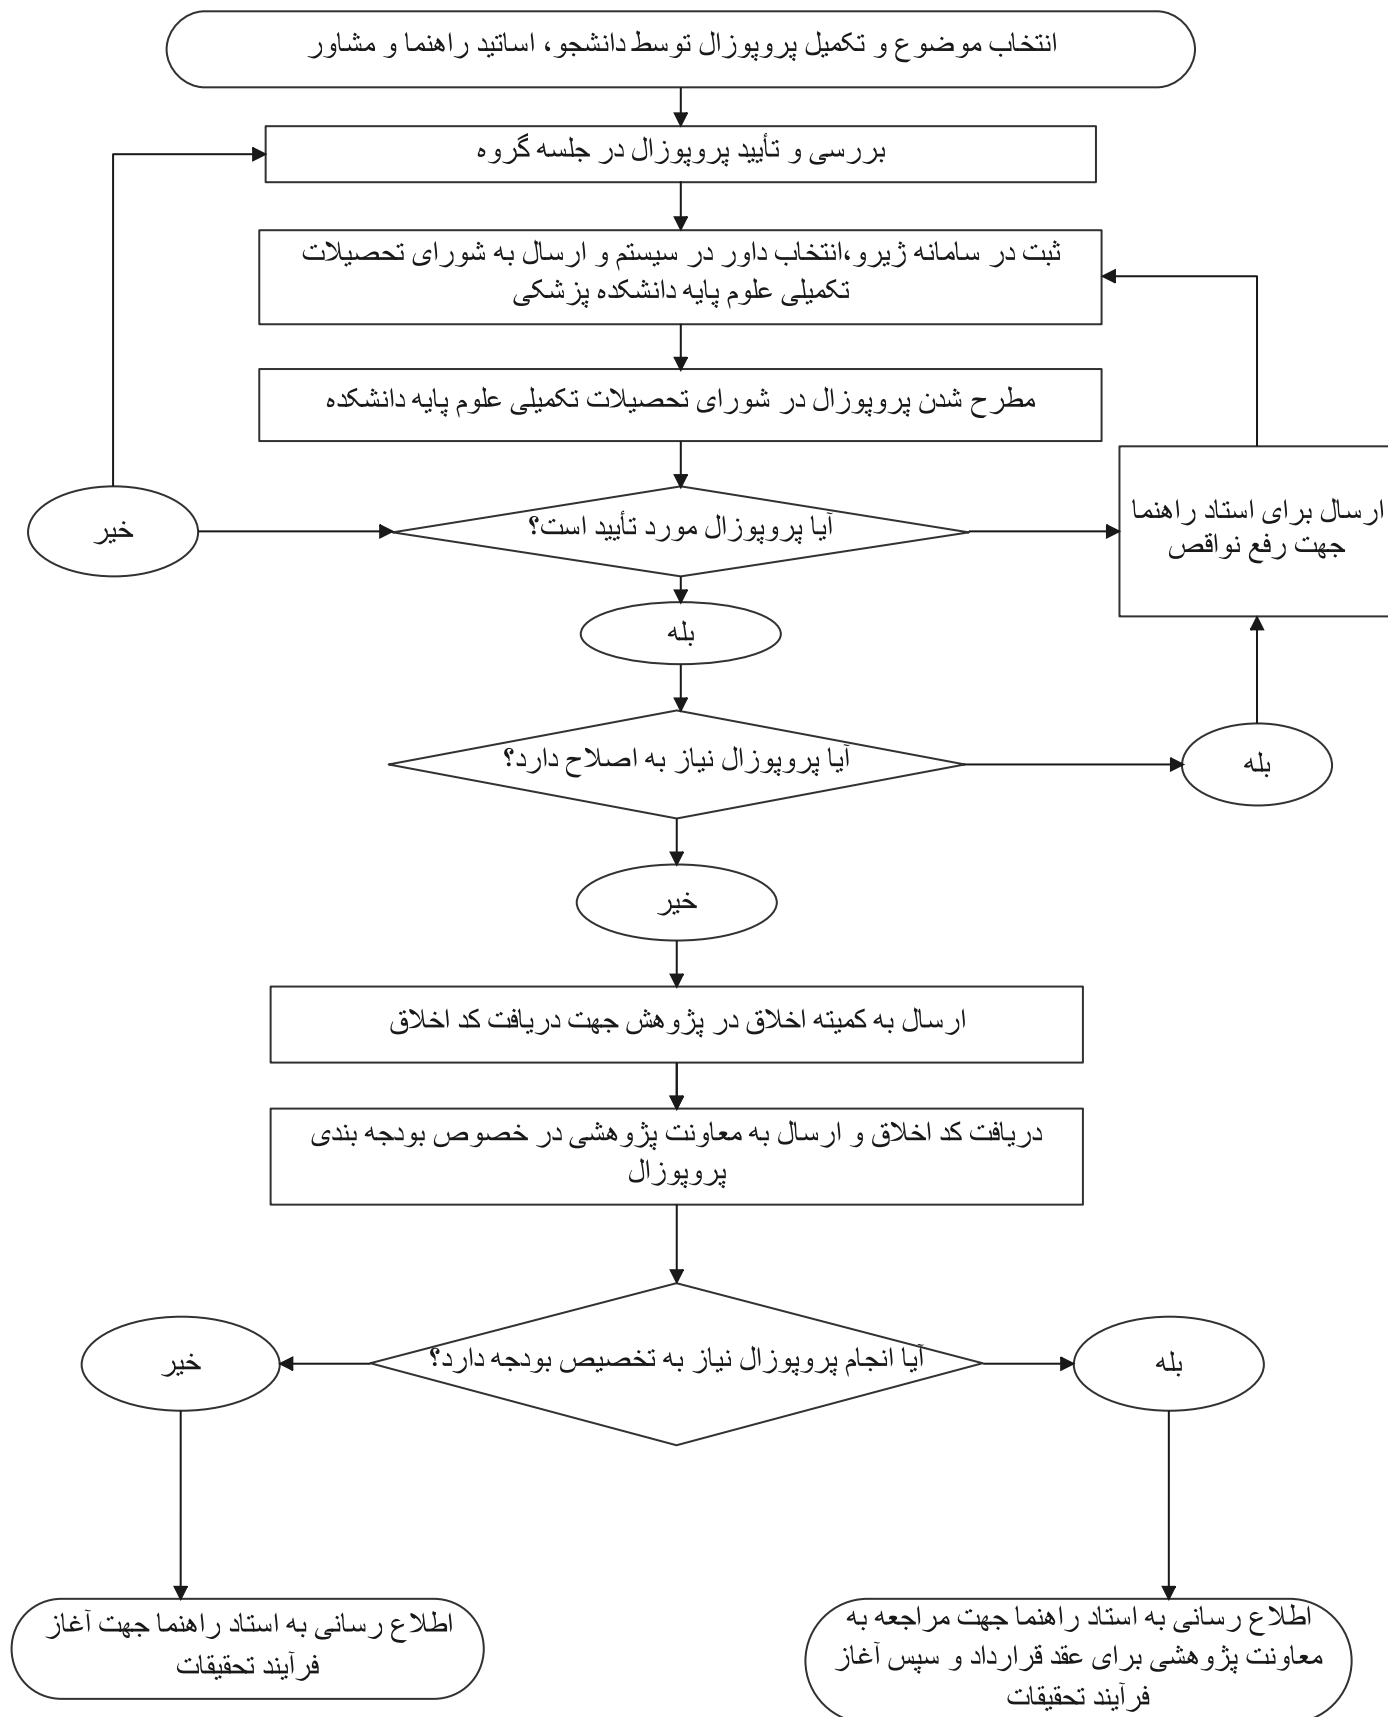 انتخاب موضوع و تکمیل پروپوزال توسط دانشجو، اساتید راهنما و مشاور
بررسی و تأیید پروپوزال در جلسه گروه
ثبت در سامانه ژیرو،انتخاب داور در سیستم و ارسال به شورای تحصیلات
تکمیلی علوم پایه دانشکده پزشکی
مطرح شدن پروپوزال در شورای تحصیلات تکمیلی علوم پایه دانشکده
ارسال برای استاد راهنما
جهت رفع نواقص
آیا پروپوزال مورد تأیید است؟
خیر
بله
آیا پروپوزال نیاز به اصلاح دارد؟
بله
خیر
ارسال به کمیته اخلاق در پژوهش جهت دریافت کد اخلاق
دریافت کد اخلاق و ارسال به معاونت پژوهشی در خصوص بودجه بندی
پروپوزال
بله
آیا انجام پروپوزال نیاز به تخصیص بودجه دارد؟
خیر
اطلاع رسانی به استاد راهنما جهت مراجعه به
معاونت پژوهشی برای عقد قرارداد و سپس آغاز
فرآیند تحقیقات
اطلاع رسانی به استاد راهنما جهت آغاز
فرآیند تحقیقات